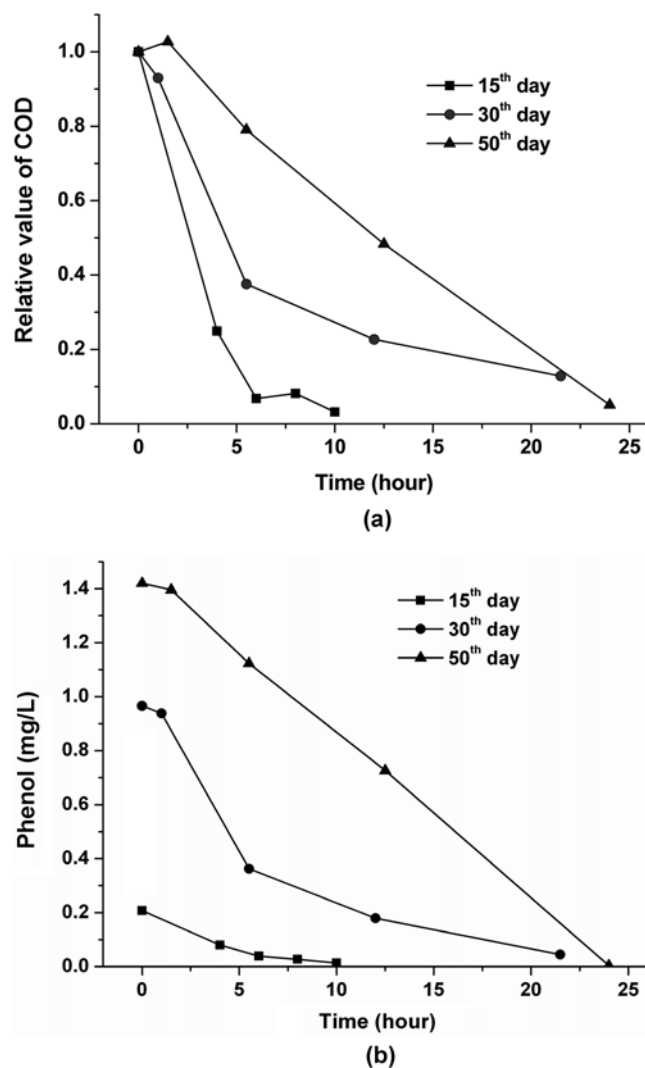 1.0
0.8
0.6
0.4
0.2
0.0
Relative value of COD
15th day
30th day
50th day
0 5 10 15 20 25
Time (hour)
(a)
1.4
1.2
1.0
0.8
0.6
0.4
0.2
0.0
Phenol (mg/L)
15th day
30th day
50th day
0 5 10 15 20 25
Time (hour)
(b)